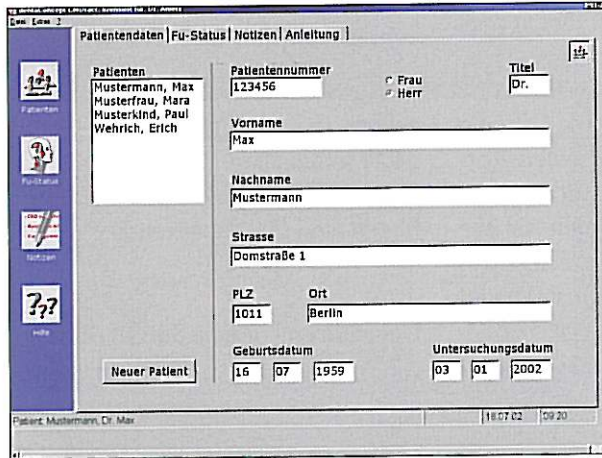 Patientendaten Fu-Status Notizen Anleitung
Patienten
Fu-Status
Notizen
Hilfe
Patienten
Mustermann, Max
Musterfrau, Mara
Musterkind, Paul
Wehrich, Erich
Neuer Patient
Patientennummer
123456
Frau
Herr
Titel
Dr.
Vorname
Max
Nachname
Mustermann
Strasse
Domstraße 1
PLZ Ort
1011 Berlin
Geburtsdatum Untersuchungsdatum
16 07 1959 03 01 2002
Patient: Mustermann, Dr. Max 18.07.02 09:20